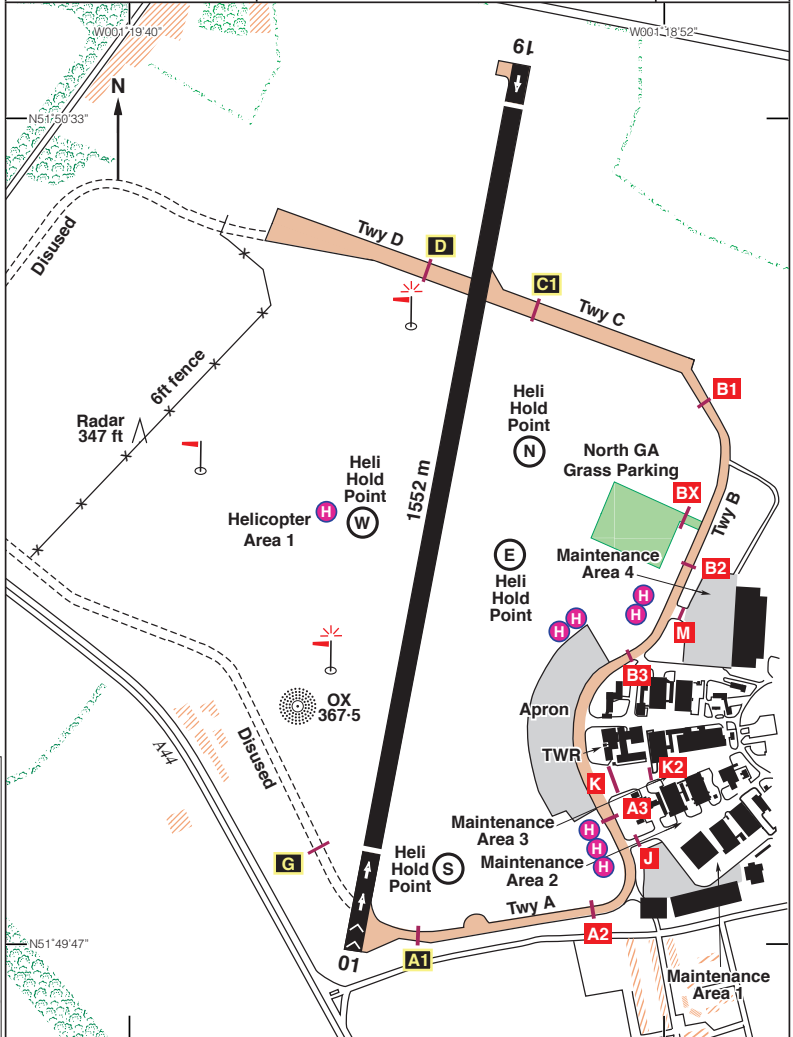 W001°19'40"
W001°18'52"
19
N
N51°50'33"
Disused
Twy D
D
C1
Twy C
6ft fence
B1
Radar
347 ft
Heli
Hold
Point
N
North GA
Grass Parking
1552 m
BX
Twy B
Heli
Hold
Point
W
H
Helicopter
Area 1
E
Heli
Hold
Point
Maintenance
Area 4
B2
H
H
H
H
M
B3
OX
367·5
Apron
Disused
A44
TWR
K
K2
A3
Maintenance
Area 3
H
H
H
J
Maintenance
Area 2
Heli
Hold
Point
S
G
Twy A
A2
A1
N51°49'47"
01
Maintenance
Area 1